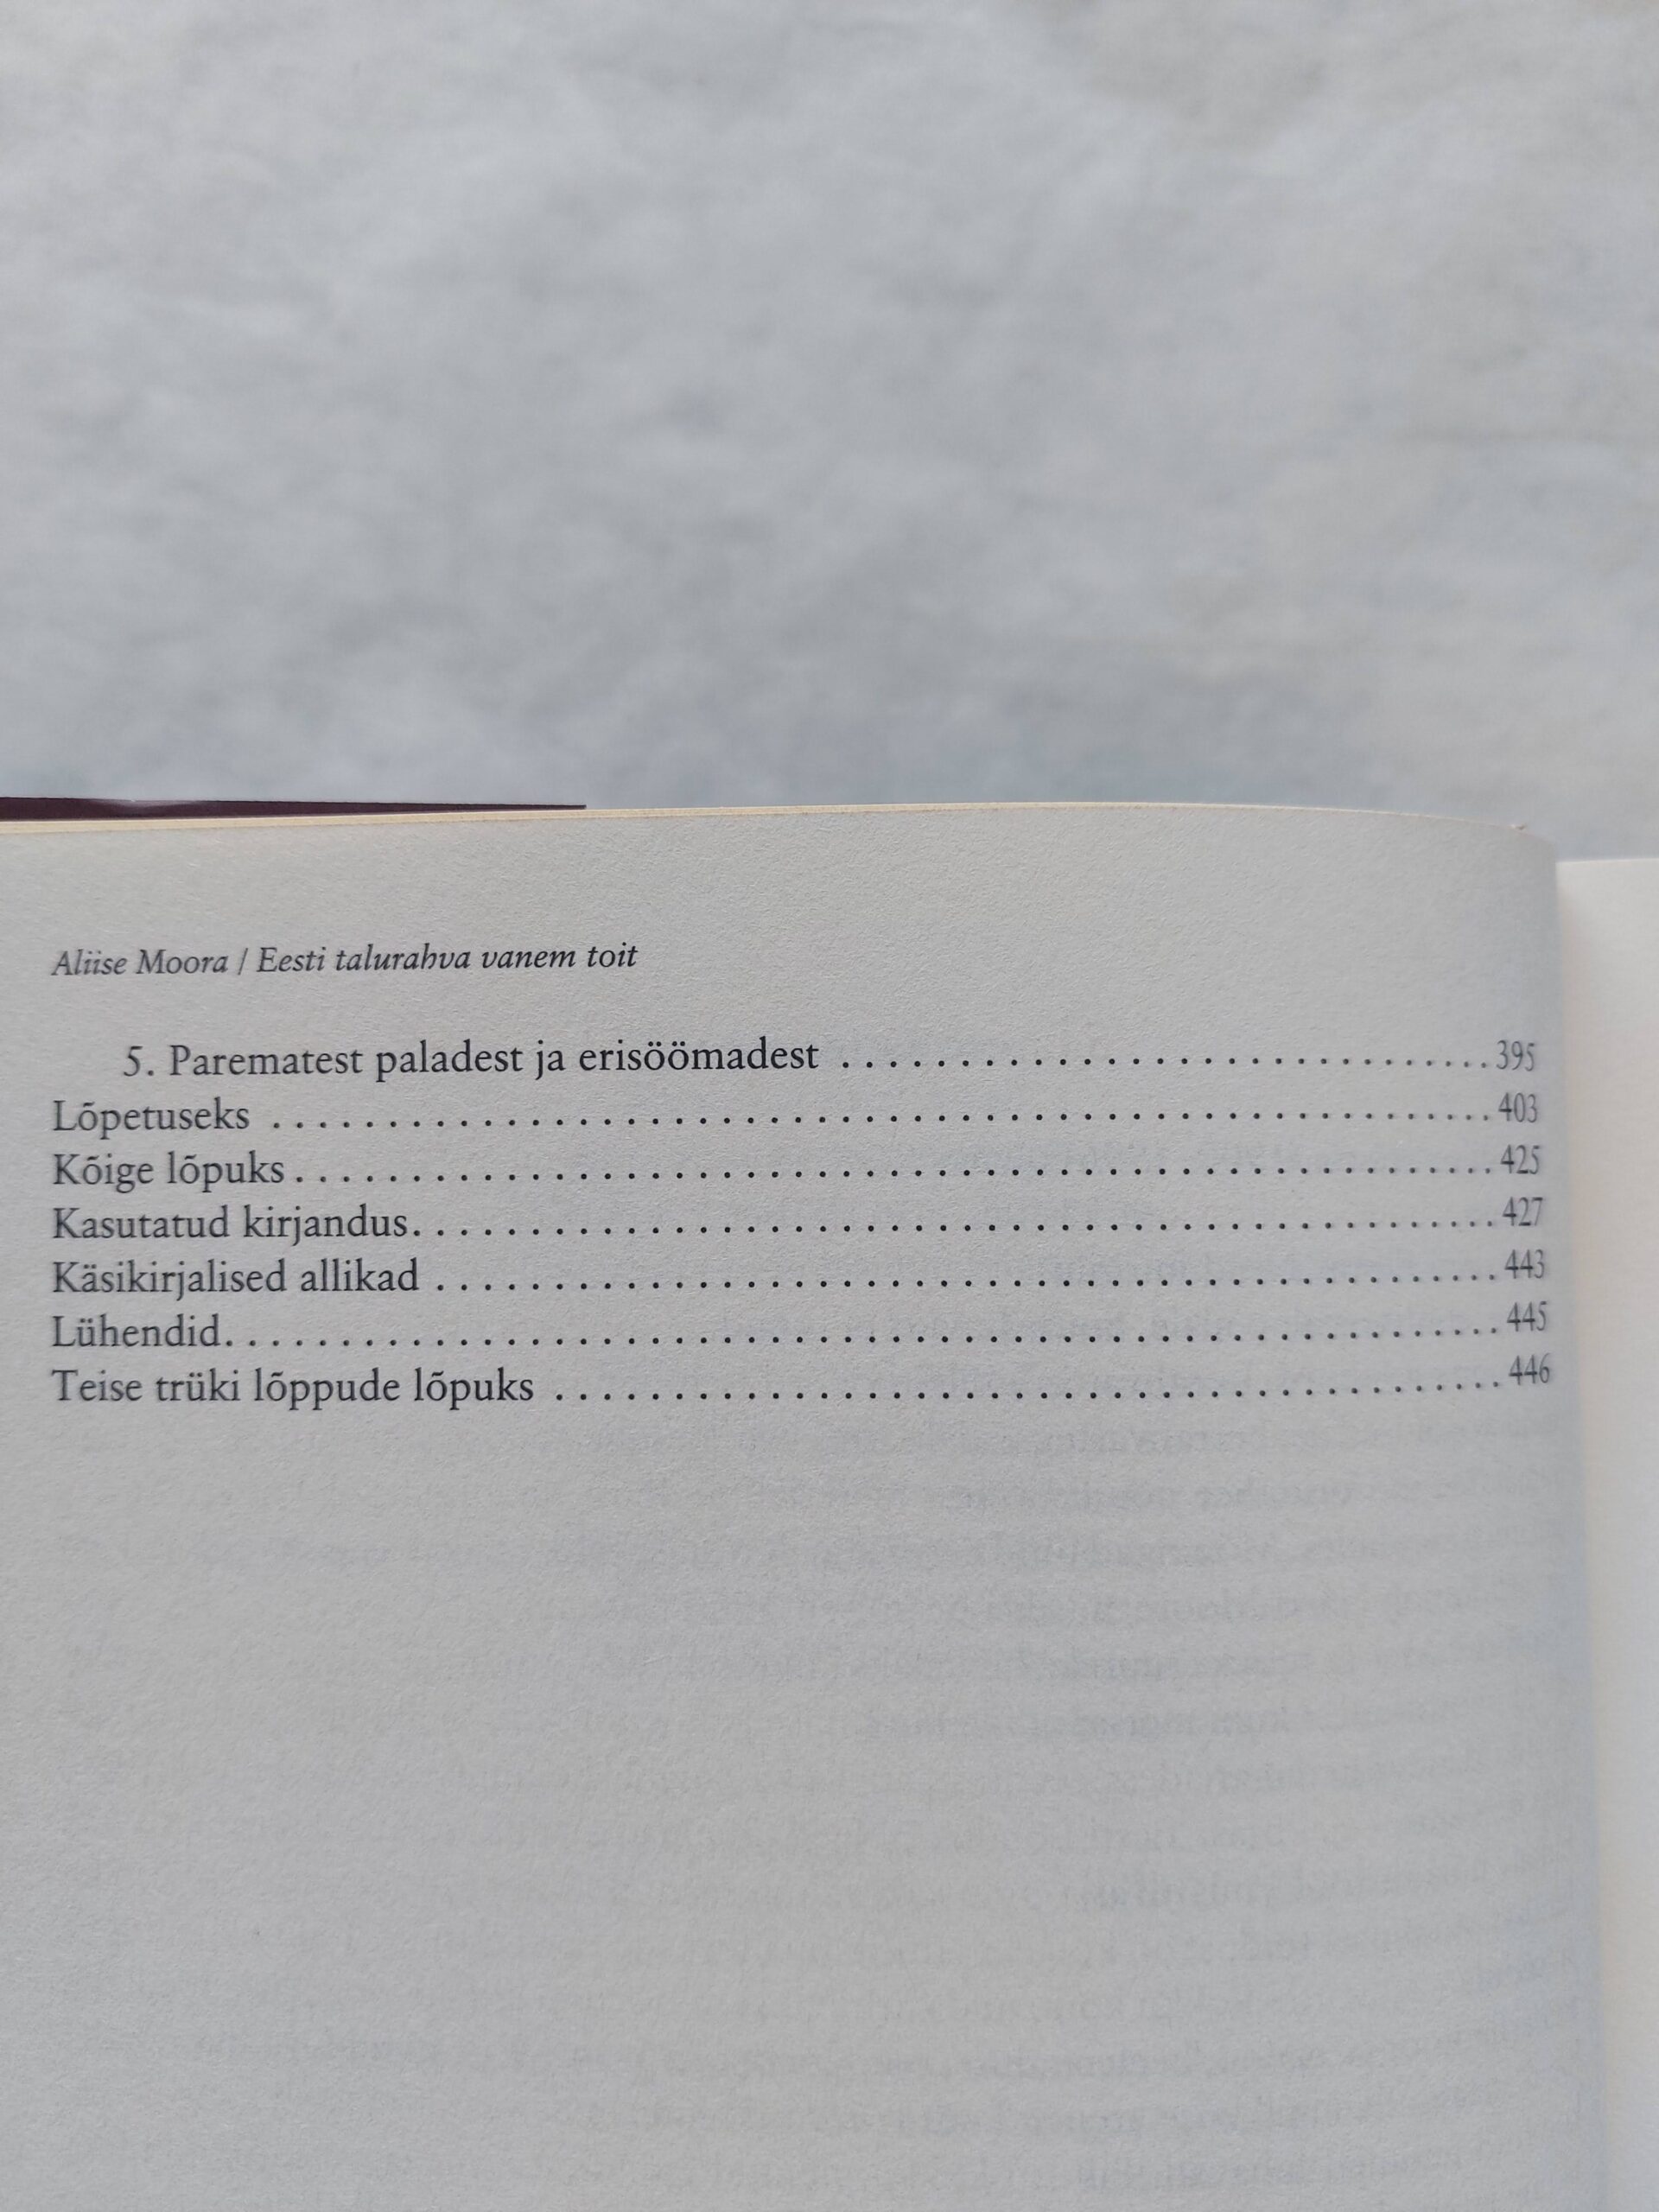 Aliise Moora / Eesti talurahva vanem toit
5. Parematest paladest ja erisöömadest . . . . . . . . . . . . . . . . . . . . . . . . . . . . . 395
Lõpetuseks . . . . . . . . . . . . . . . . . . . . . . . . . . . . . . . . . . . . . . . . . . . . . . . . . . . 403
Kõige lõpuks . . . . . . . . . . . . . . . . . . . . . . . . . . . . . . . . . . . . . . . . . . . . . . . . . . 425
Kasutatud kirjandus. . . . . . . . . . . . . . . . . . . . . . . . . . . . . . . . . . . . . . . . . . . . 427
Käsikirjalised allikad . . . . . . . . . . . . . . . . . . . . . . . . . . . . . . . . . . . . . . . . . . . 443
Lühendid. . . . . . . . . . . . . . . . . . . . . . . . . . . . . . . . . . . . . . . . . . . . . . . . . . . . . 445
Teise trüki lõppude lõpuks . . . . . . . . . . . . . . . . . . . . . . . . . . . . . . . . . . . . . . 446